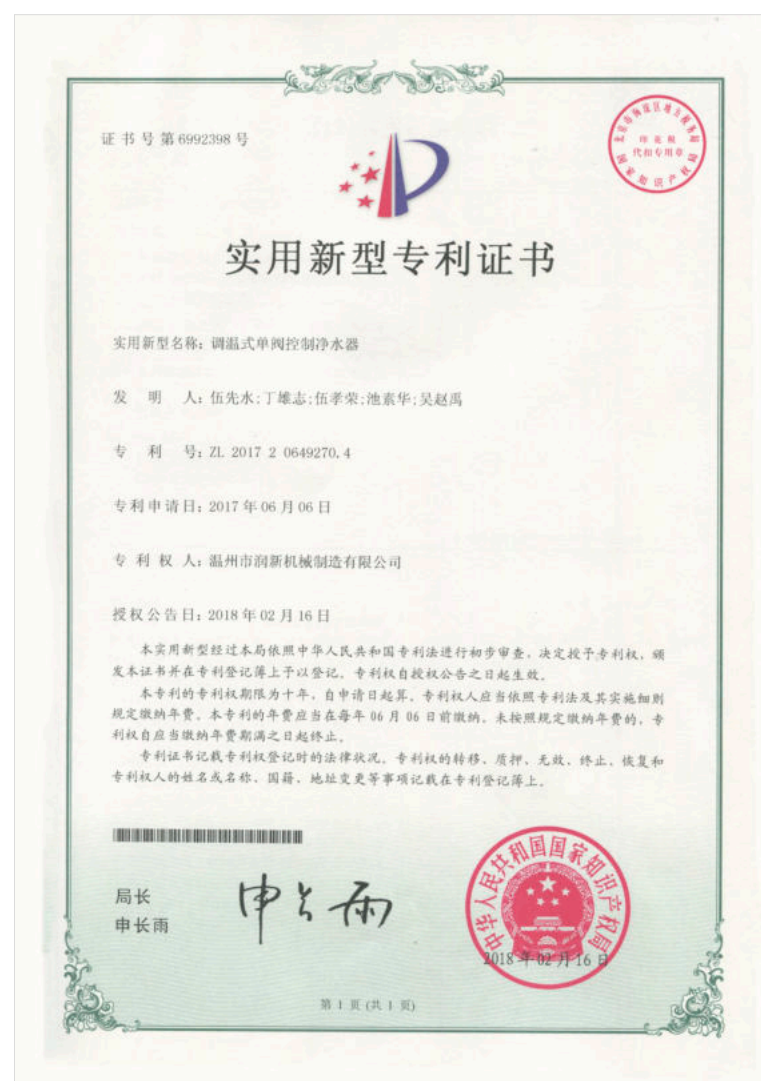 证书号第6992398号
国家知识产权局
印花税
代扣专用章
实用新型专利证书
实用新型名称：调温式单阀控制净水器
发明人：伍先水;丁雄志;伍孝荣;池素华;吴赵禹
专利号：ZL 2017 2 0649270.4
专利申请日：2017年06月06日
专利权人：温州市润新机械制造有限公司
授权公告日：2018年02月16日
本实用新型经过本局依照中华人民共和国专利法进行初步审查，决定授予专利权，颁
发本证书并在专利登记簿上予以登记。专利权自授权公告之日起生效。
本专利的专利权期限为十年，自申请日起算。专利权人应当依照专利法及其实施细则
规定缴纳年费。本专利的年费应当在每年06月06日前缴纳。未按照规定缴纳年费的，专
利权自应当缴纳年费期满之日起终止。
专利证书记载专利权登记时的法律状况。专利权的转移、质押、无效、终止、恢复和
专利权人的姓名或名称、国籍、地址变更等事项记载在专利登记簿上。
局长
申长雨
申长雨
中华人民共和国国家知识产权局
2018年02月16日
第1页(共1页)